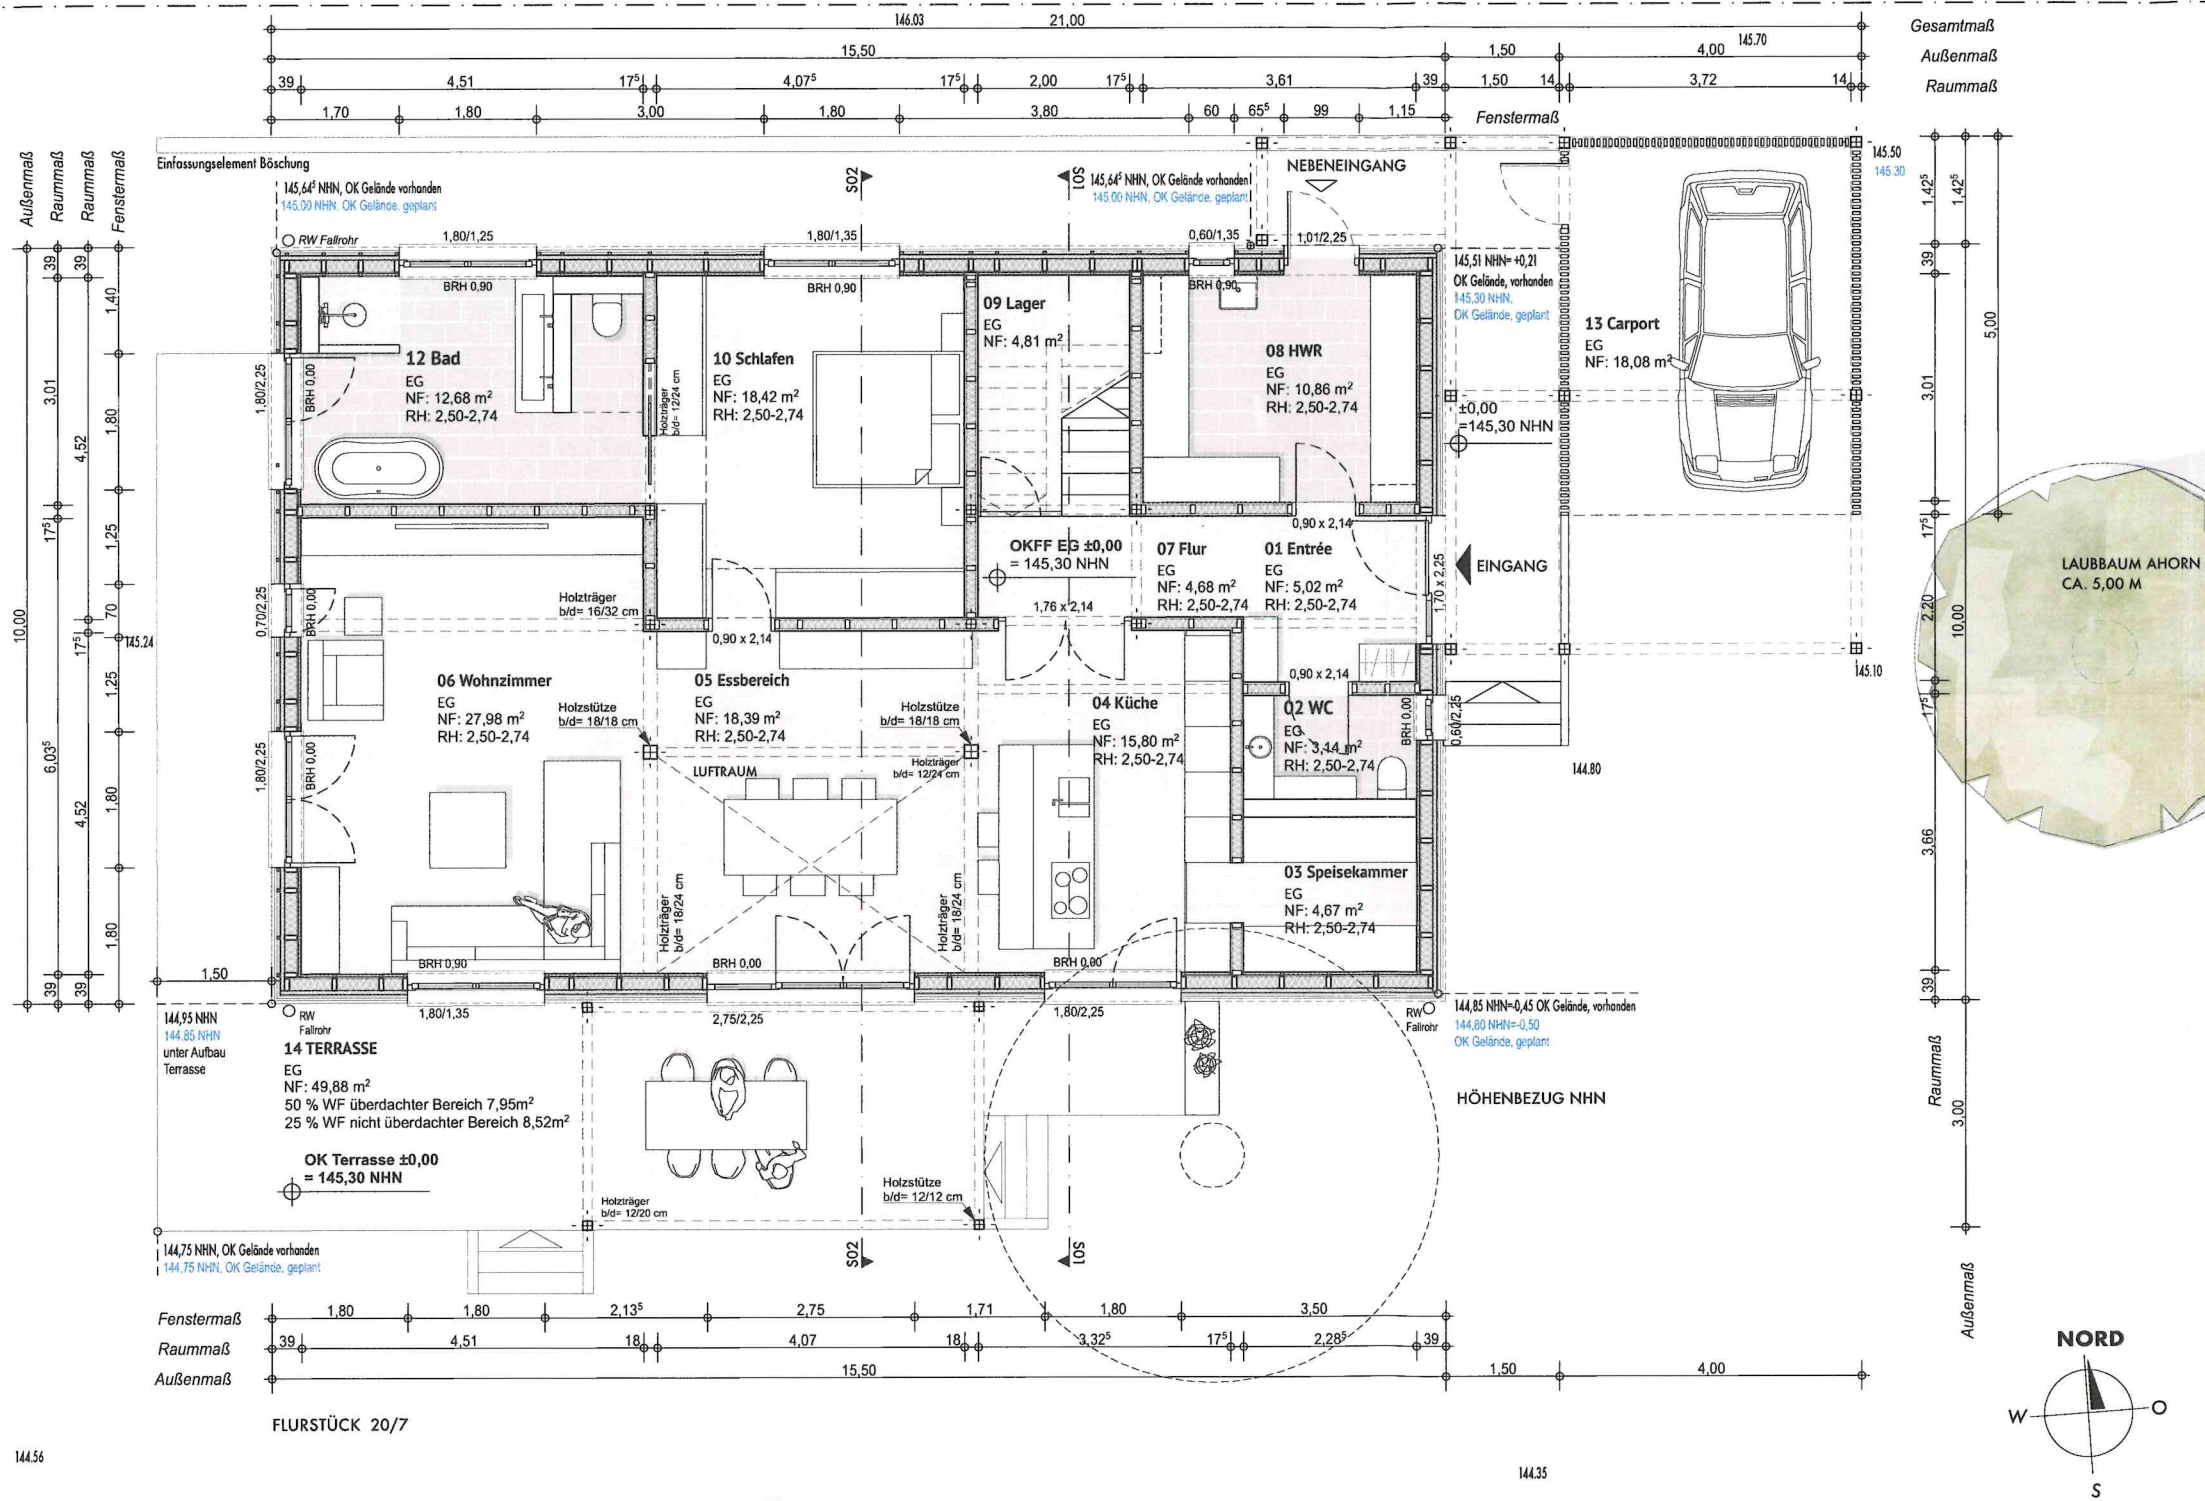 146.03
21,00
Gesamtmaß
15,50
1,50
4,00
145.70
Außenmaß
39
4,51
17⁵
4,07⁵
17⁵
2,00
17⁵
3,61
39
1,50
14
3,72
14
Raummaß
1,70
1,80
3,00
1,80
3,80
60
65⁵
99
1,15
Fenstermaß
Außenmaß
Raummaß
Raummaß
Fenstermaß
Einfassungselement Böschung
145,64⁵ NHN, OK Gelände vorhanden
145,00 NHN, OK Gelände, geplant
S02
S01
145,64⁵ NHN, OK Gelände vorhanden
145.00 NHN, OK Gelände, geplant
NEBENEINGANG
145.50
145.30
RW Fallrohr
1,80/1,25
1,80/1,35
0,60/1,35
1,01/2,25
BRH 0,90
BRH 0,90
BRH 0,90
145,51 NHN= +0,21
OK Gelände, vorhanden
145,30 NHN,
OK Gelände, geplant
09 Lager
EG
NF: 4,81 m²
13 Carport
EG
NF: 18,08 m²
12 Bad
EG
NF: 12,68 m²
RH: 2,50-2,74
10 Schlafen
EG
NF: 18,42 m²
RH: 2,50-2,74
08 HWR
EG
NF: 10,86 m²
RH: 2,50-2,74
Holzträger
b/d= 12/24 cm
1,80/2,25
BRH 0,00
±0,00
=145,30 NHN
39
39
1,40
3,01
4,52
1,80
17⁵
1,25
10,00
70
17⁵
145.24
1,25
6,03⁵
4,52
1,80
1,80
39
39
1,42⁵
1,42⁵
39
5,00
3,01
17⁵
2,20
10,00
17⁵
3,66
39
Raummaß
3,00
Außenmaß
LAUBBAUM AHORN
CA. 5,00 M
0,90 x 2,14
OKFF EG ±0,00
= 145,30 NHN
07 Flur
EG
NF: 4,68 m²
RH: 2,50-2,74
01 Entrée
EG
NF: 5,02 m²
RH: 2,50-2,74
1,70 x 2,25
EINGANG
0,70/2,25
BRH 0,00
Holzträger
b/d= 16/32 cm
0,90 x 2,14
1,76 x 2,14
0,90 x 2,14
145.10
06 Wohnzimmer
EG
NF: 27,98 m²
RH: 2,50-2,74
Holzstütze
b/d= 18/18 cm
05 Essbereich
EG
NF: 18,39 m²
RH: 2,50-2,74
Holzstütze
b/d= 18/18 cm
04 Küche
EG
NF: 15,80 m²
RH: 2,50-2,74
02 WC
EG
NF: 3,14 m²
RH: 2,50-2,74
BRH 0,00
0,60/2,25
1,80/2,25
BRH 0,00
LUFTRAUM
Holzträger
b/d= 12/24 cm
144.80
Holzträger
b/d= 18/24 cm
Holzträger
b/d= 18/24 cm
03 Speisekammer
EG
NF: 4,67 m²
RH: 2,50-2,74
BRH 0,90
BRH 0,00
BRH 0,00
1,50
1,80/1,35
2,75/2,25
1,80/2,25
144,95 NHN
144.85 NHN
unter Aufbau
Terrasse
RW
Fallrohr
RW
Fallrohr
144,85 NHN=-0,45 OK Gelände, vorhanden
144,80 NHN=-0,50
OK Gelände, geplant
14 TERRASSE
EG
NF: 49,88 m²
50 % WF überdachter Bereich 7,95m²
25 % WF nicht überdachter Bereich 8,52m²
HÖHENBEZUG NHN
OK Terrasse ±0,00
= 145,30 NHN
Holzträger
b/d= 12/20 cm
Holzstütze
b/d= 12/12 cm
144,75 NHN, OK Gelände vorhanden
144,75 NHN, OK Gelände, geplant
S02
S01
Fenstermaß
1,80
1,80
2,13⁵
2,75
1,71
1,80
3,50
Raummaß
39
4,51
18
4,07
18
3,32⁵
17⁵
2,28⁵
39
Außenmaß
15,50
1,50
4,00
FLURSTÜCK 20/7
144.56
144.35
NORD
W
O
S